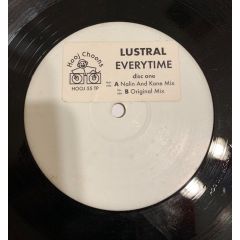 Hooj Choons
HOOJ 55 TP
LUSTRAL
EVERYTIME
disc one
A Nalin And Kane Mix
B Original Mix